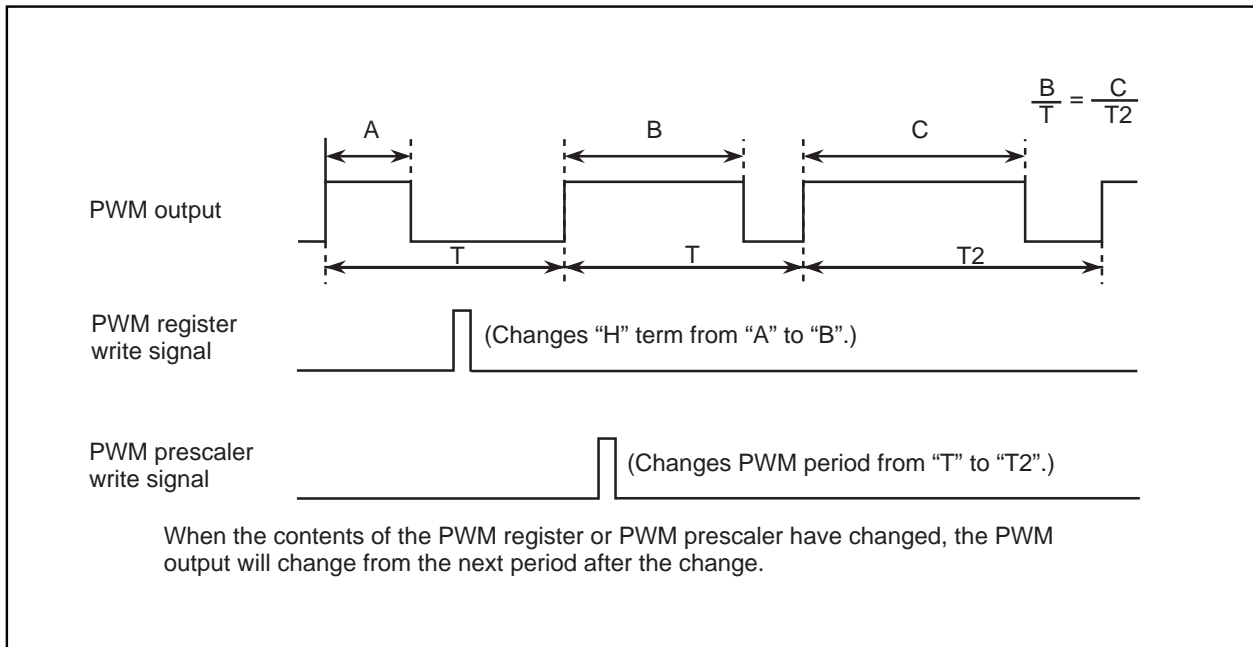 B C
— = —
T T2
A B C
PWM output
T T T2
PWM register
write signal
(Changes “H” term from “A” to “B”.)
PWM prescaler
write signal
(Changes PWM period from “T” to “T2”.)
When the contents of the PWM register or PWM prescaler have changed, the PWM
output will change from the next period after the change.